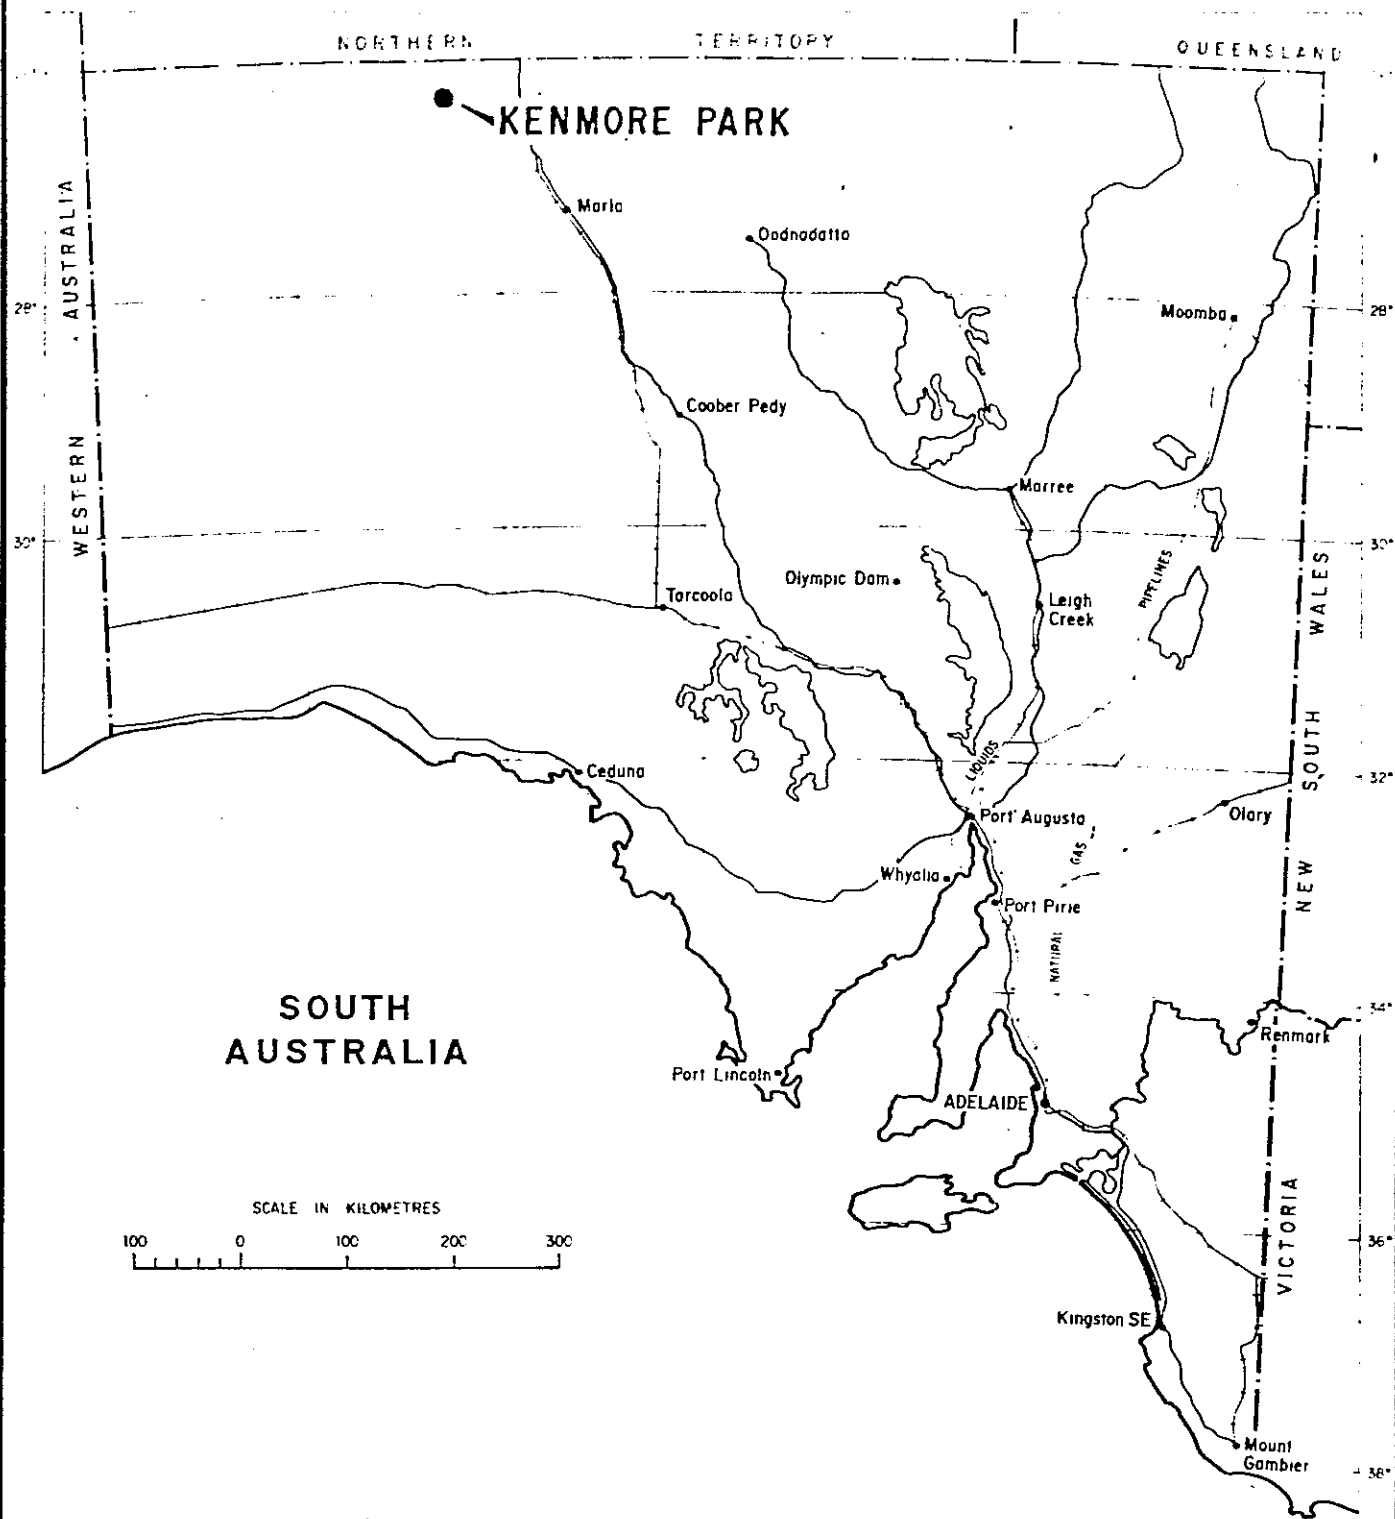 NORTHERN TERRITORY
QUEENSLAND
KENMORE PARK
WESTERN AUSTRALIA
Marla
Oodnadatta
28°
28°
Moomba
Coober Pedy
Marree
30°
30°
Olympic Dam
PIPELINES
Tarcoola
Leigh
Creek
NEW SOUTH WALES
LIQUIDS
Ceduna
32°
Port Augusta
Olary
GAS
Whyalla
Port Pirie
NATURAL
SOUTH
AUSTRALIA
34°
Renmark
Port Lincoln
ADELAIDE
VICTORIA
SCALE IN KILOMETRES
100 0 100 200 300
36°
Kingston SE
Mount
Gambier
38°